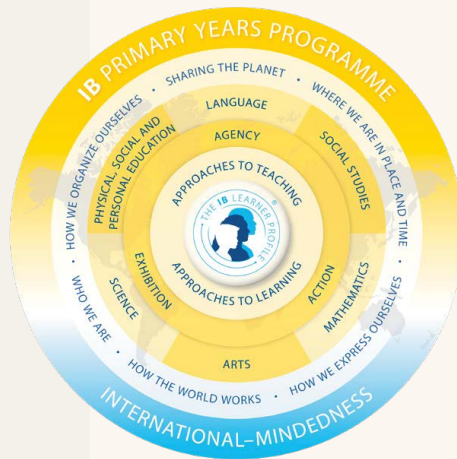 IB PRIMARY YEARS PROGRAMME
SHARING THE PLANET • WHERE WE ARE IN PLACE AND TIME • HOW WE EXPRESS OURSELVES • HOW THE WORLD WORKS • WHO WE ARE • HOW WE ORGANIZE OURSELVES •
LANGUAGE
SOCIAL STUDIES
MATHEMATICS
ARTS
SCIENCE
PHYSICAL, SOCIAL AND
PERSONAL EDUCATION
AGENCY
ACTION
EXHIBITION
APPROACHES TO TEACHING
APPROACHES TO LEARNING
THE IB LEARNER PROFILE ®
INTERNATIONAL–MINDEDNESS